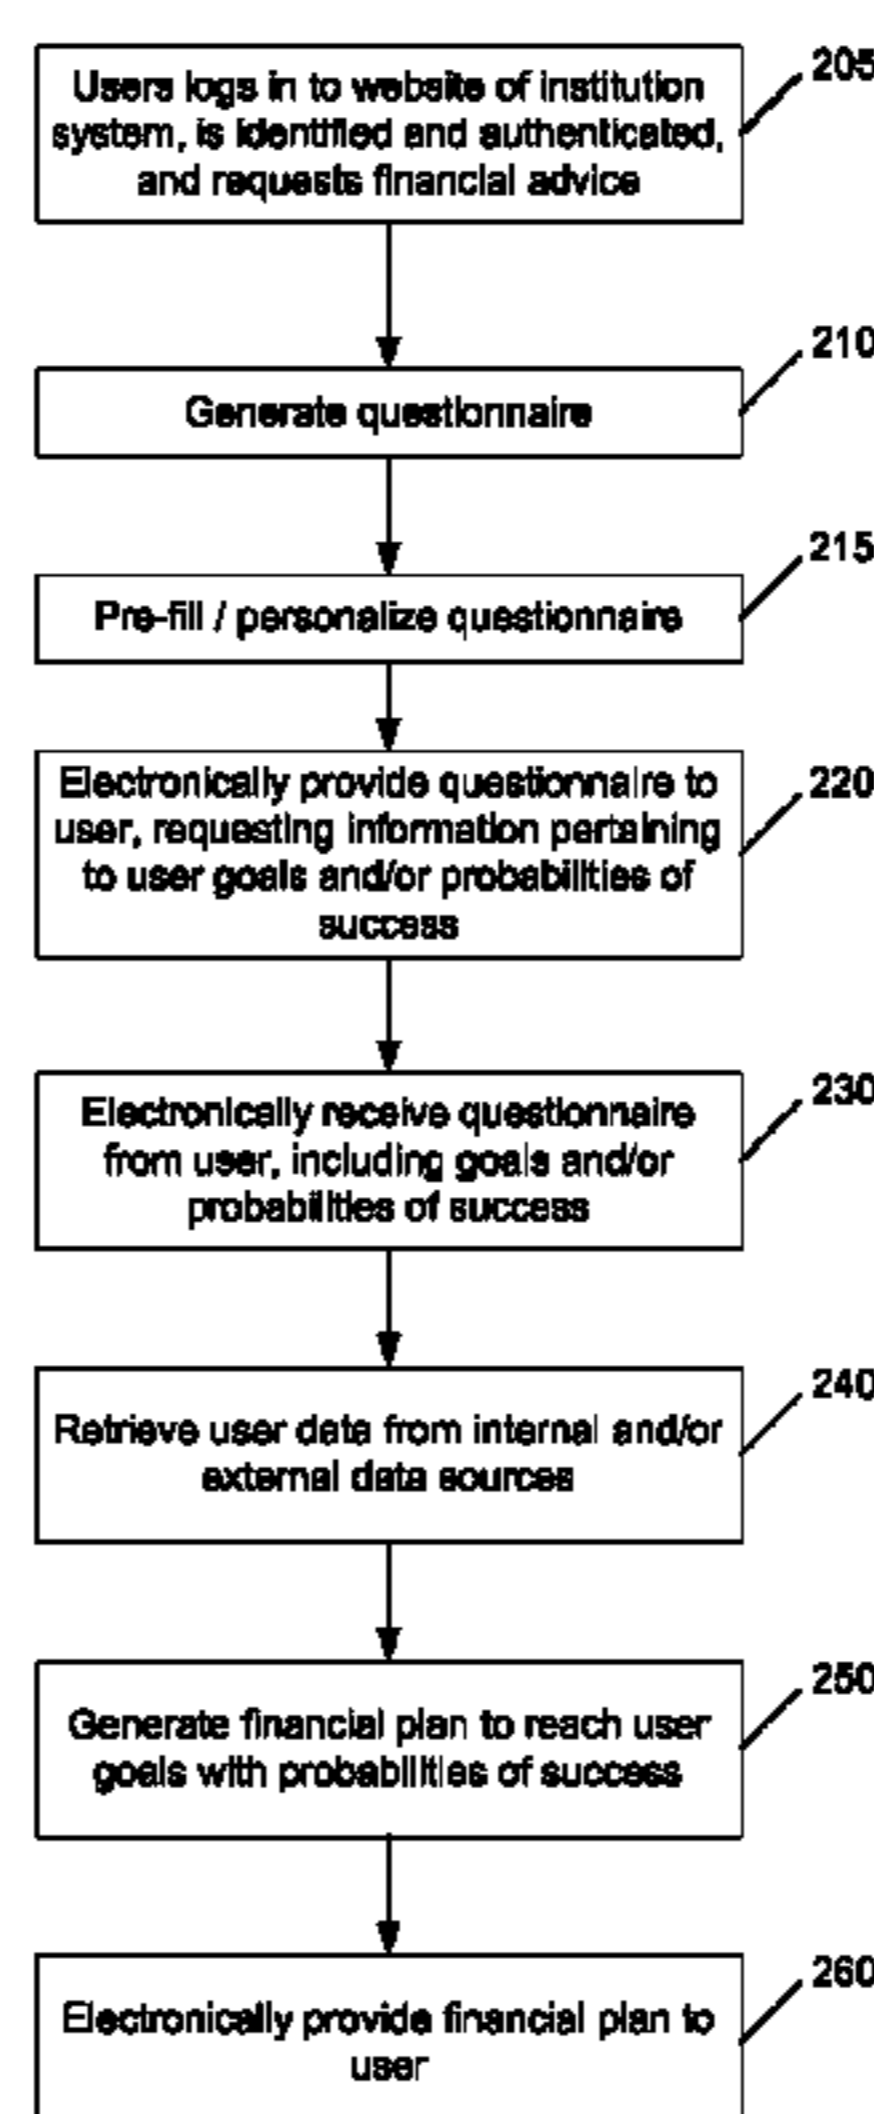 Users logs in to website of institution
system, is identified and authenticated,
and requests financial advice
205
Generate questionnaire
210
Pre-fill / personalize questionnaire
215
Electronically provide questionnaire to
user, requesting information pertaining
to user goals and/or probabilities of
success
220
Electronically receive questionnaire
from user, including goals and/or
probabilities of success
230
Retrieve user data from internal and/or
external data sources
240
Generate financial plan to reach user
goals with probabilities of success
250
Electronically provide financial plan to
user
260